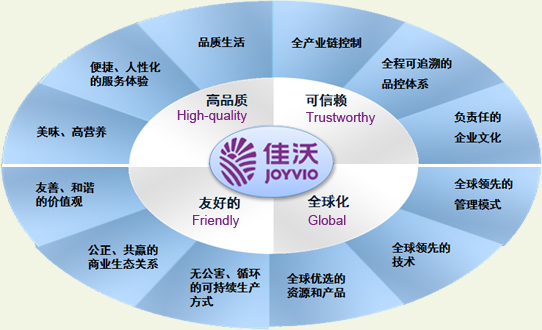 品质生活
全产业链控制
便捷、人性化
的服务体验
全程可追溯的
品控体系
美味、高营养
负责任的
企业文化
高品质
High-quality
可信赖
Trustworthy
佳沃
JOYVIO
友好的
Friendly
全球化
Global
友善、和谐
的价值观
全球领先的
管理模式
公正、共赢的
商业生态关系
全球领先的
技术
无公害、循环
的可持续生产
方式
全球优选的
资源和产品